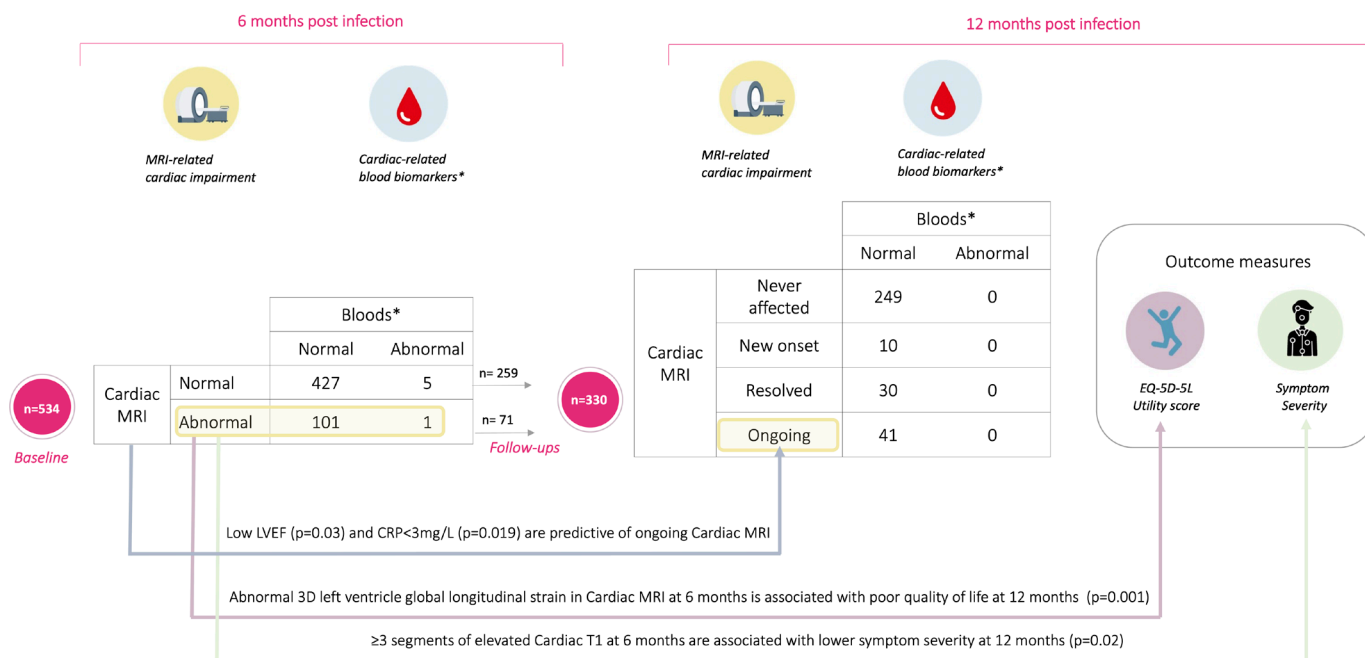 6 months post infection
12 months post infection
MRI-related
cardiac impairment
Cardiac-related
blood biomarkers*
MRI-related
cardiac impairment
Cardiac-related
blood biomarkers*
Bloods*
Normal Abnormal
Never
affected
249 0
Cardiac
MRI
New onset 10 0
Resolved 30 0
Ongoing 41 0
Outcome measures
EQ-5D-5L
Utility score
Symptom
Severity
Bloods*
Normal Abnormal
n=534
Baseline
Cardiac
MRI
Normal 427 5
Abnormal 101 1
n= 259
n= 71
Follow-ups
n=330
Low LVEF (p=0.03) and CRP<3mg/L (p=0.019) are predictive of ongoing Cardiac MRI
Abnormal 3D left ventricle global longitudinal strain in Cardiac MRI at 6 months is associated with poor quality of life at 12 months (p=0.001)
≥3 segments of elevated Cardiac T1 at 6 months are associated with lower symptom severity at 12 months (p=0.02)